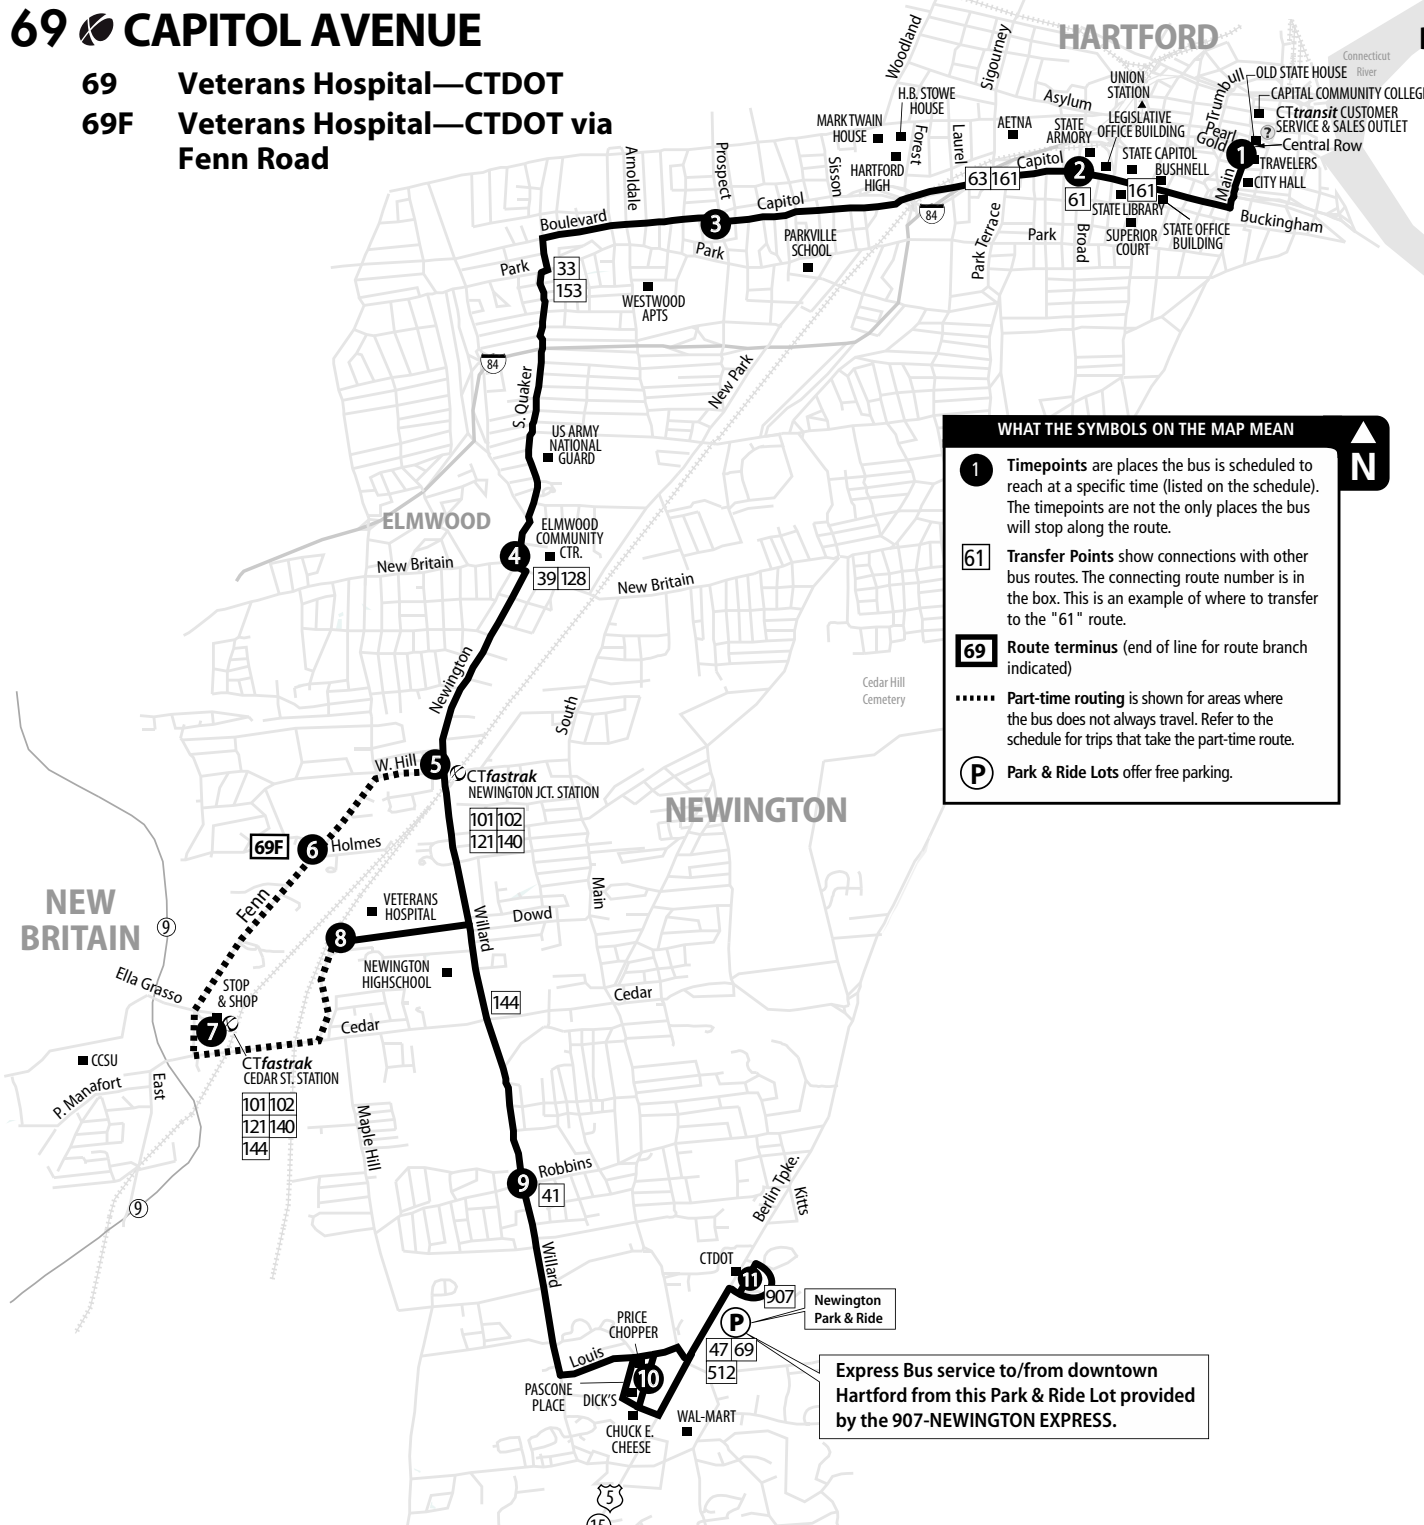 69 CAPITOL AVENUE
69 Veterans Hospital—CTDOT
69F Veterans Hospital—CTDOT via
Fenn Road
HARTFORD
Connecticut
River
Woodland
Sigourney
Asylum
UNION
STATION
Trumbull
OLD STATE HOUSE
CAPITAL COMMUNITY COLLEGE
CTtransit CUSTOMER
SERVICE & SALES OUTLET
?
Pearl
Gold
Central Row
1
TRAVELERS
CITY HALL
Main
Buckingham
H.B. STOWE
HOUSE
MARK TWAIN
HOUSE
Forest
HARTFORD
HIGH
Laurel
AETNA
STATE
ARMORY
LEGISLATIVE
OFFICE BUILDING
STATE CAPITOL
BUSHNELL
Capitol
2
63 161
61
161
STATE LIBRARY
STATE OFFICE
BUILDING
SUPERIOR
COURT
Broad
Park
Park Terrace
84
Sisson
Arnoldale
Prospect
Boulevard
3
Capitol
Park
PARKVILLE
SCHOOL
Park
33
153
WESTWOOD
APTS
84
New Park
S. Quaker
US ARMY
NATIONAL
GUARD
ELMWOOD
ELMWOOD
COMMUNITY
CTR.
4
New Britain
39 128
New Britain
WHAT THE SYMBOLS ON THE MAP MEAN
N
1
Timepoints are places the bus is scheduled to
reach at a specific time (listed on the schedule).
The timepoints are not the only places the bus
will stop along the route.
61
Transfer Points show connections with other
bus routes. The connecting route number is in
the box. This is an example of where to transfer
to the "61" route.
69
Route terminus (end of line for route branch
indicated)
Part-time routing is shown for areas where
the bus does not always travel. Refer to the
schedule for trips that take the part-time route.
P
Park & Ride Lots offer free parking.
Cedar Hill
Cemetery
Newington
South
W. Hill
5
CTfastrak
NEWINGTON JCT. STATION
101 102
121 140
NEWINGTON
69F
6
Holmes
NEW
BRITAIN
9
Fenn
VETERANS
HOSPITAL
Willard
Dowd
Main
8
NEWINGTON
HIGHSCHOOL
Ella Grasso
STOP
& SHOP
7
144
Cedar
Cedar
CCSU
P. Manafort
East
CTfastrak
CEDAR ST. STATION
101 102
121 140
144
Maple Hill
9
9
Robbins
41
Berlin Tpke.
Kitts
Willard
CTDOT
11
907
Newington
Park & Ride
P
PRICE
CHOPPER
Louis
47 69
512
10
PASCONE
PLACE
DICK'S
WAL-MART
CHUCK E.
CHEESE
Express Bus service to/from downtown
Hartford from this Park & Ride Lot provided
by the 907-NEWINGTON EXPRESS.
5
15